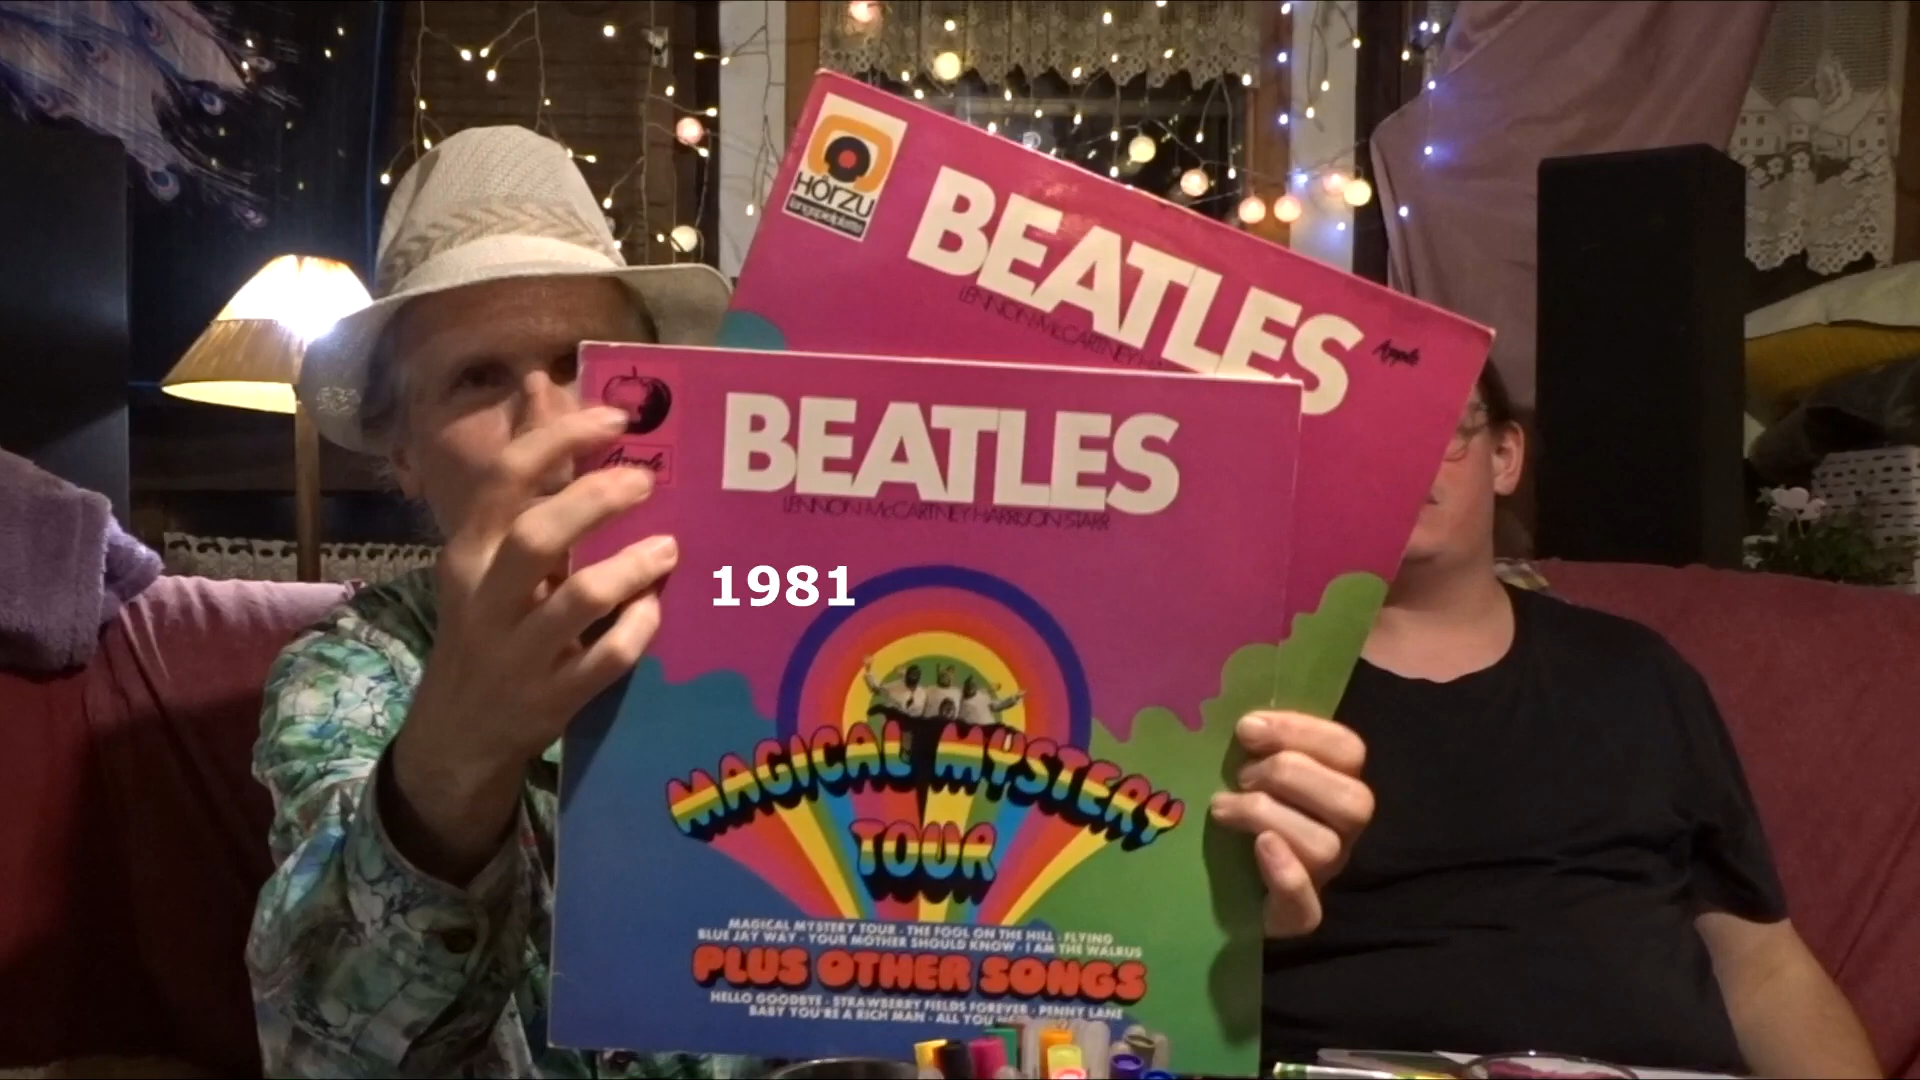 HÖRZU
Langspielplatte
BEATLES
Apple
LENNON·McCARTNEY·H
Apple
BEATLES
LENNON·McCARTNEY·HARRISON·STARR
1981
MAGICAL MYSTERY
TOUR
MAGICAL MYSTERY TOUR · THE FOOL ON THE HILL · FLYING
BLUE JAY WAY · YOUR MOTHER SHOULD KNOW · I AM THE WALRUS
PLUS OTHER SONGS
HELLO GOODBYE · STRAWBERRY FIELDS FOREVER · PENNY LANE
BABY YOU'RE A RICH MAN · ALL YOU